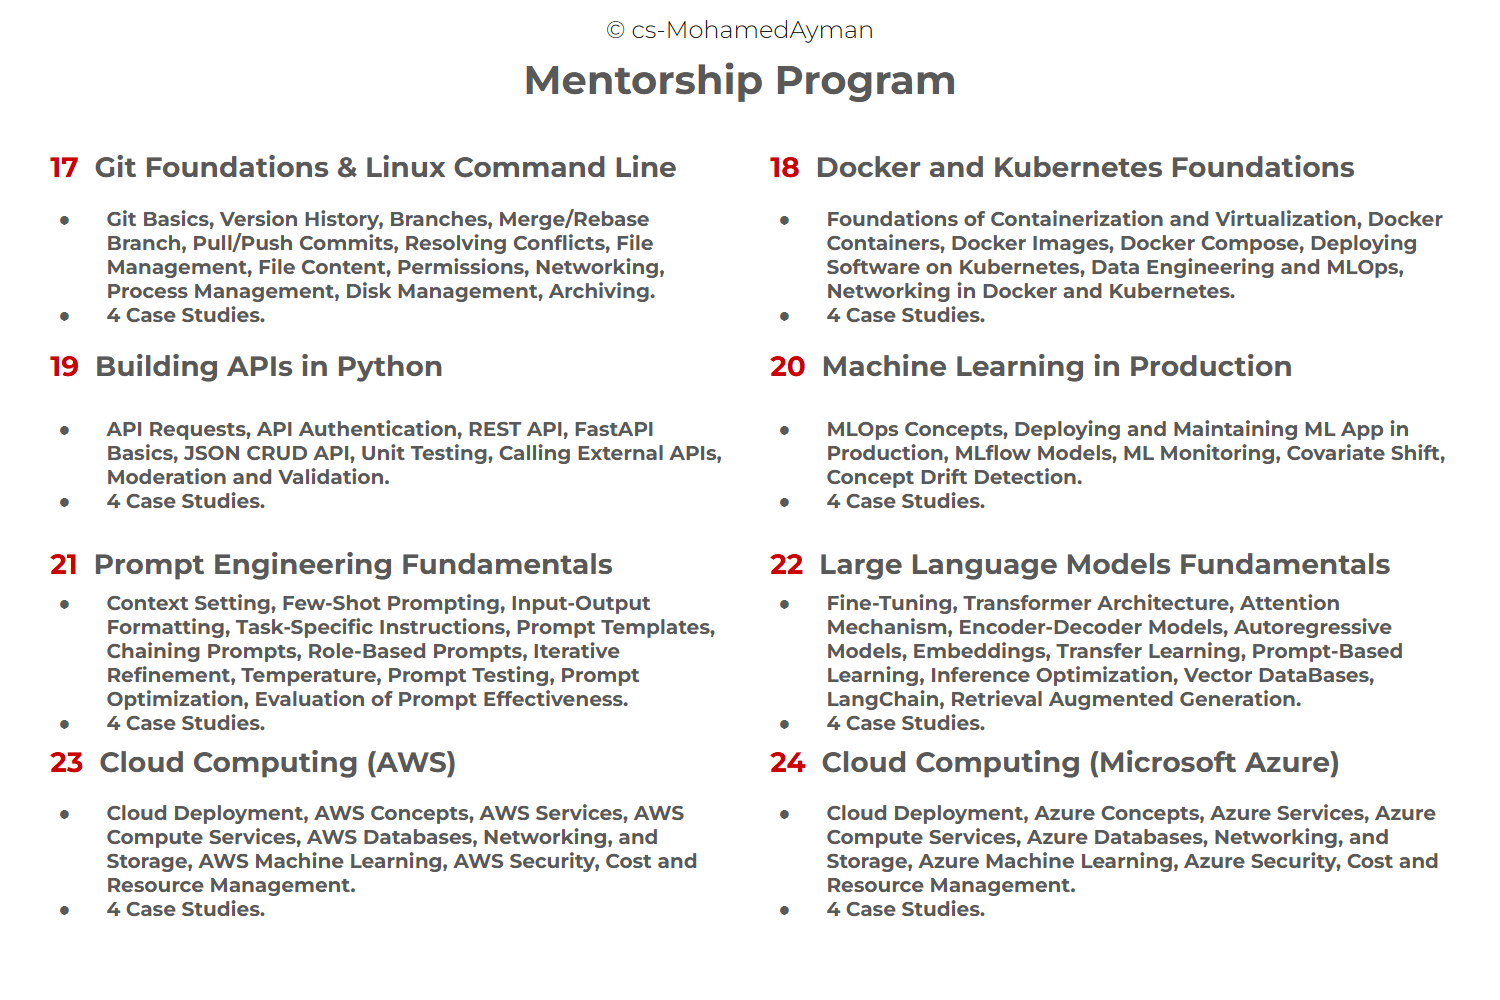 © cs-MohamedAyman
Mentorship Program
17 Git Foundations & Linux Command Line
● Git Basics, Version History, Branches, Merge/Rebase
Branch, Pull/Push Commits, Resolving Conflicts, File
Management, File Content, Permissions, Networking,
Process Management, Disk Management, Archiving.
● 4 Case Studies.
18 Docker and Kubernetes Foundations
● Foundations of Containerization and Virtualization, Docker
Containers, Docker Images, Docker Compose, Deploying
Software on Kubernetes, Data Engineering and MLOps,
Networking in Docker and Kubernetes.
● 4 Case Studies.
19 Building APIs in Python
● API Requests, API Authentication, REST API, FastAPI
Basics, JSON CRUD API, Unit Testing, Calling External APIs,
Moderation and Validation.
● 4 Case Studies.
20 Machine Learning in Production
● MLOps Concepts, Deploying and Maintaining ML App in
Production, MLflow Models, ML Monitoring, Covariate Shift,
Concept Drift Detection.
● 4 Case Studies.
21 Prompt Engineering Fundamentals
● Context Setting, Few-Shot Prompting, Input-Output
Formatting, Task-Specific Instructions, Prompt Templates,
Chaining Prompts, Role-Based Prompts, Iterative
Refinement, Temperature, Prompt Testing, Prompt
Optimization, Evaluation of Prompt Effectiveness.
● 4 Case Studies.
22 Large Language Models Fundamentals
● Fine-Tuning, Transformer Architecture, Attention
Mechanism, Encoder-Decoder Models, Autoregressive
Models, Embeddings, Transfer Learning, Prompt-Based
Learning, Inference Optimization, Vector DataBases,
LangChain, Retrieval Augmented Generation.
● 4 Case Studies.
23 Cloud Computing (AWS)
● Cloud Deployment, AWS Concepts, AWS Services, AWS
Compute Services, AWS Databases, Networking, and
Storage, AWS Machine Learning, AWS Security, Cost and
Resource Management.
● 4 Case Studies.
24 Cloud Computing (Microsoft Azure)
● Cloud Deployment, Azure Concepts, Azure Services, Azure
Compute Services, Azure Databases, Networking, and
Storage, Azure Machine Learning, Azure Security, Cost and
Resource Management.
● 4 Case Studies.